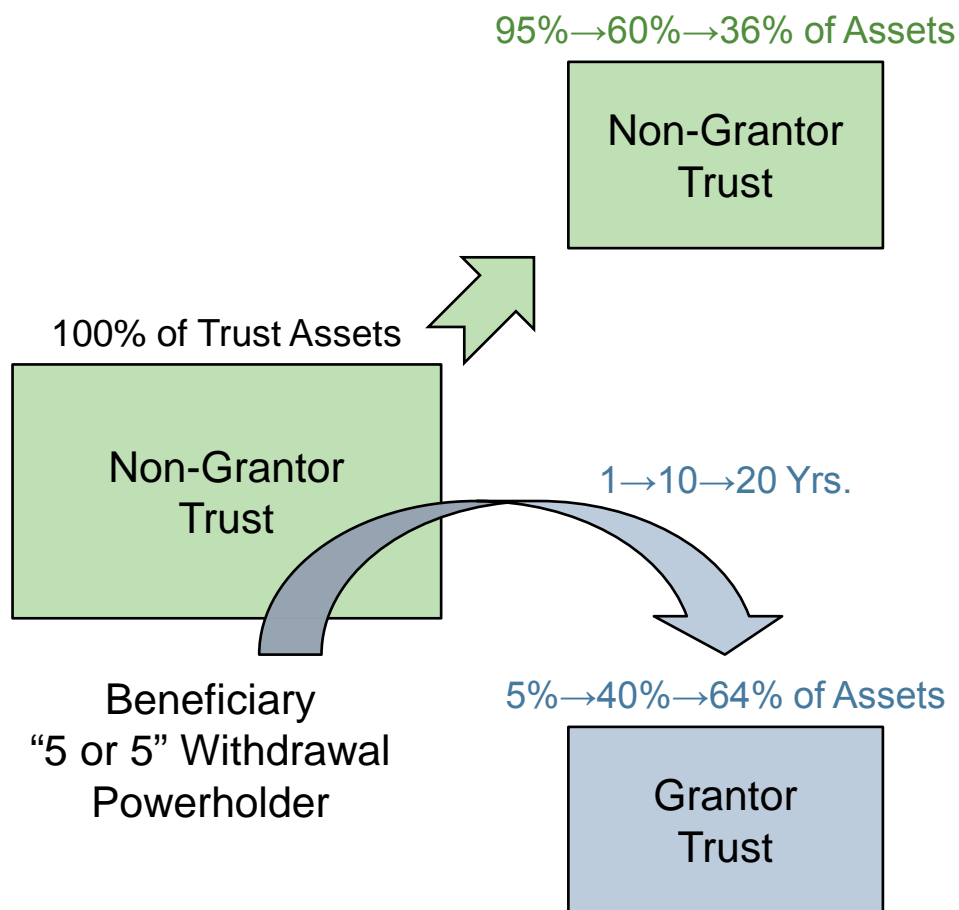 95%→60%→36% of Assets
Non-Grantor
Trust
100% of Trust Assets
Non-Grantor
Trust
1→10→20 Yrs.
Beneficiary
“5 or 5” Withdrawal
Powerholder
5%→40%→64% of Assets
Grantor
Trust